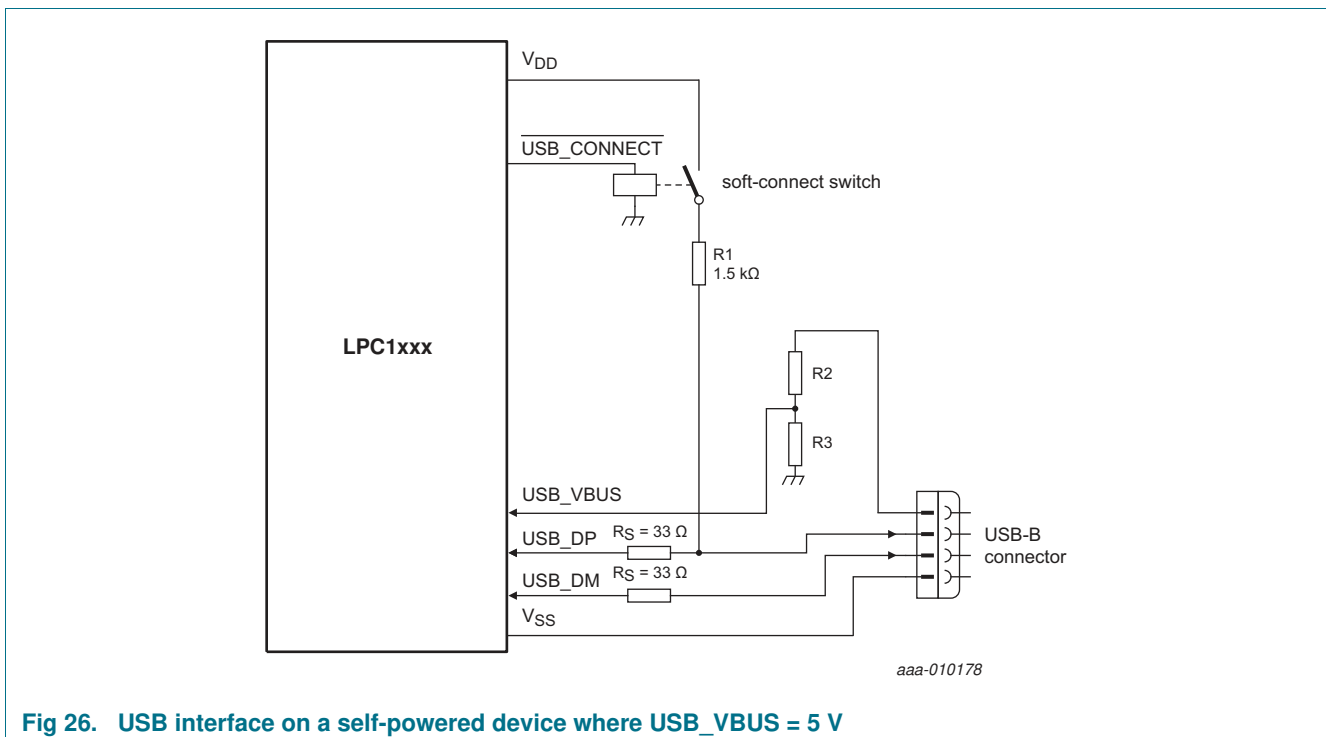 VDD
USB_CONNECT
soft-connect switch
R1
1.5 kΩ
LPC1xxx
R2
R3
USB_VBUS
USB_DP
RS = 33 Ω
USB-B
connector
USB_DM
RS = 33 Ω
VSS
aaa-010178
Fig 26. USB interface on a self-powered device where USB_VBUS = 5 V